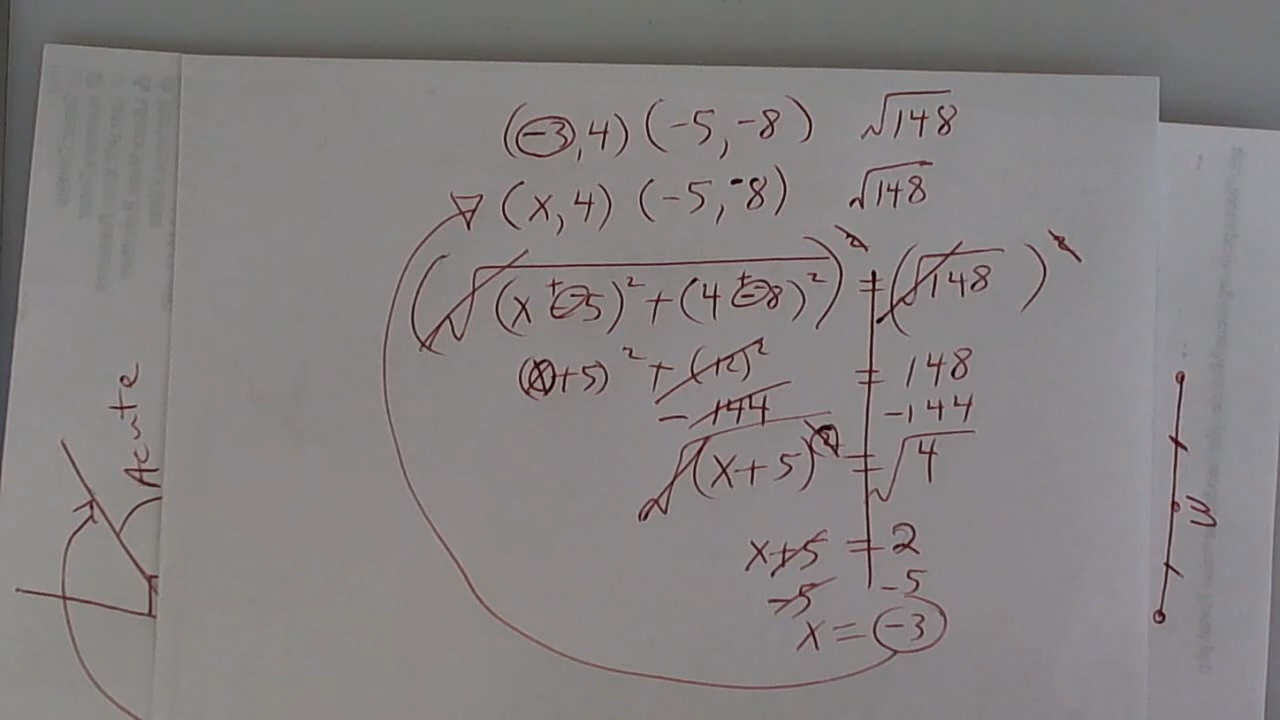 (-3,4) (-5,-8) √148
(x,4) (-5,-8) √148
(√(x+-5)² + (4+-8)²)² = (√148)²
(x+5)² + (12)² = 148
-144 -144
√(x+5)² = √4
x+5 = 2
-5 -5
x = -3
Acute
M